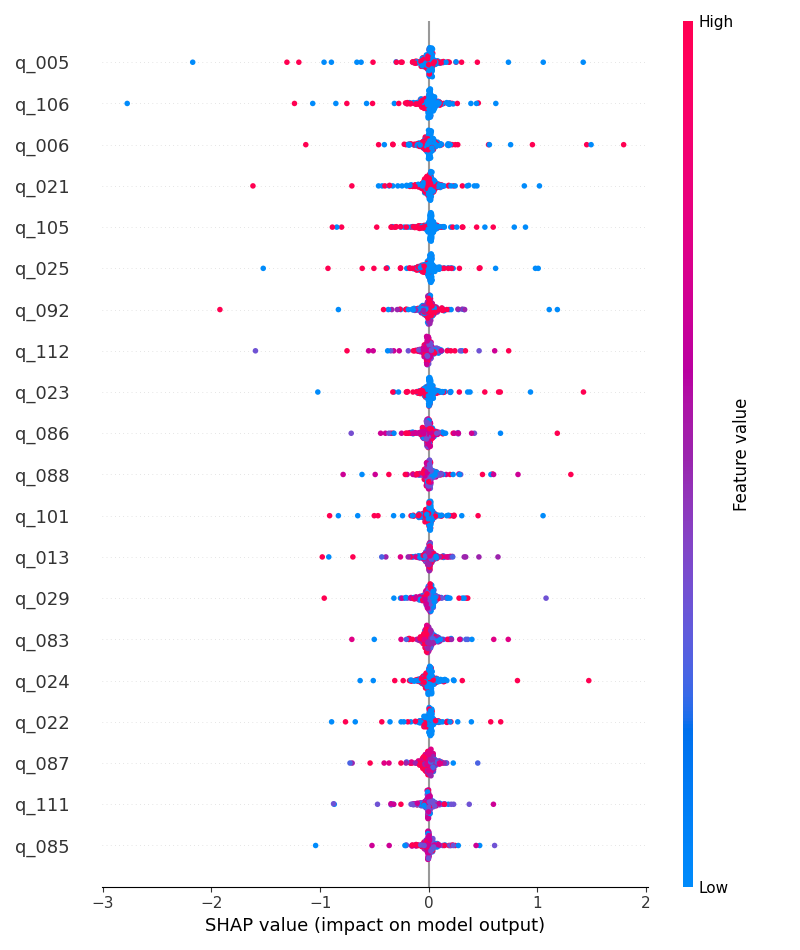 High
q_005
q_106
q_006
q_021
q_105
q_025
q_092
q_112
q_023
q_086
q_088
q_101
q_013
q_029
q_083
q_024
q_022
q_087
q_111
q_085
Feature value
Low
−3 −2 −1 0 1 2
SHAP value (impact on model output)